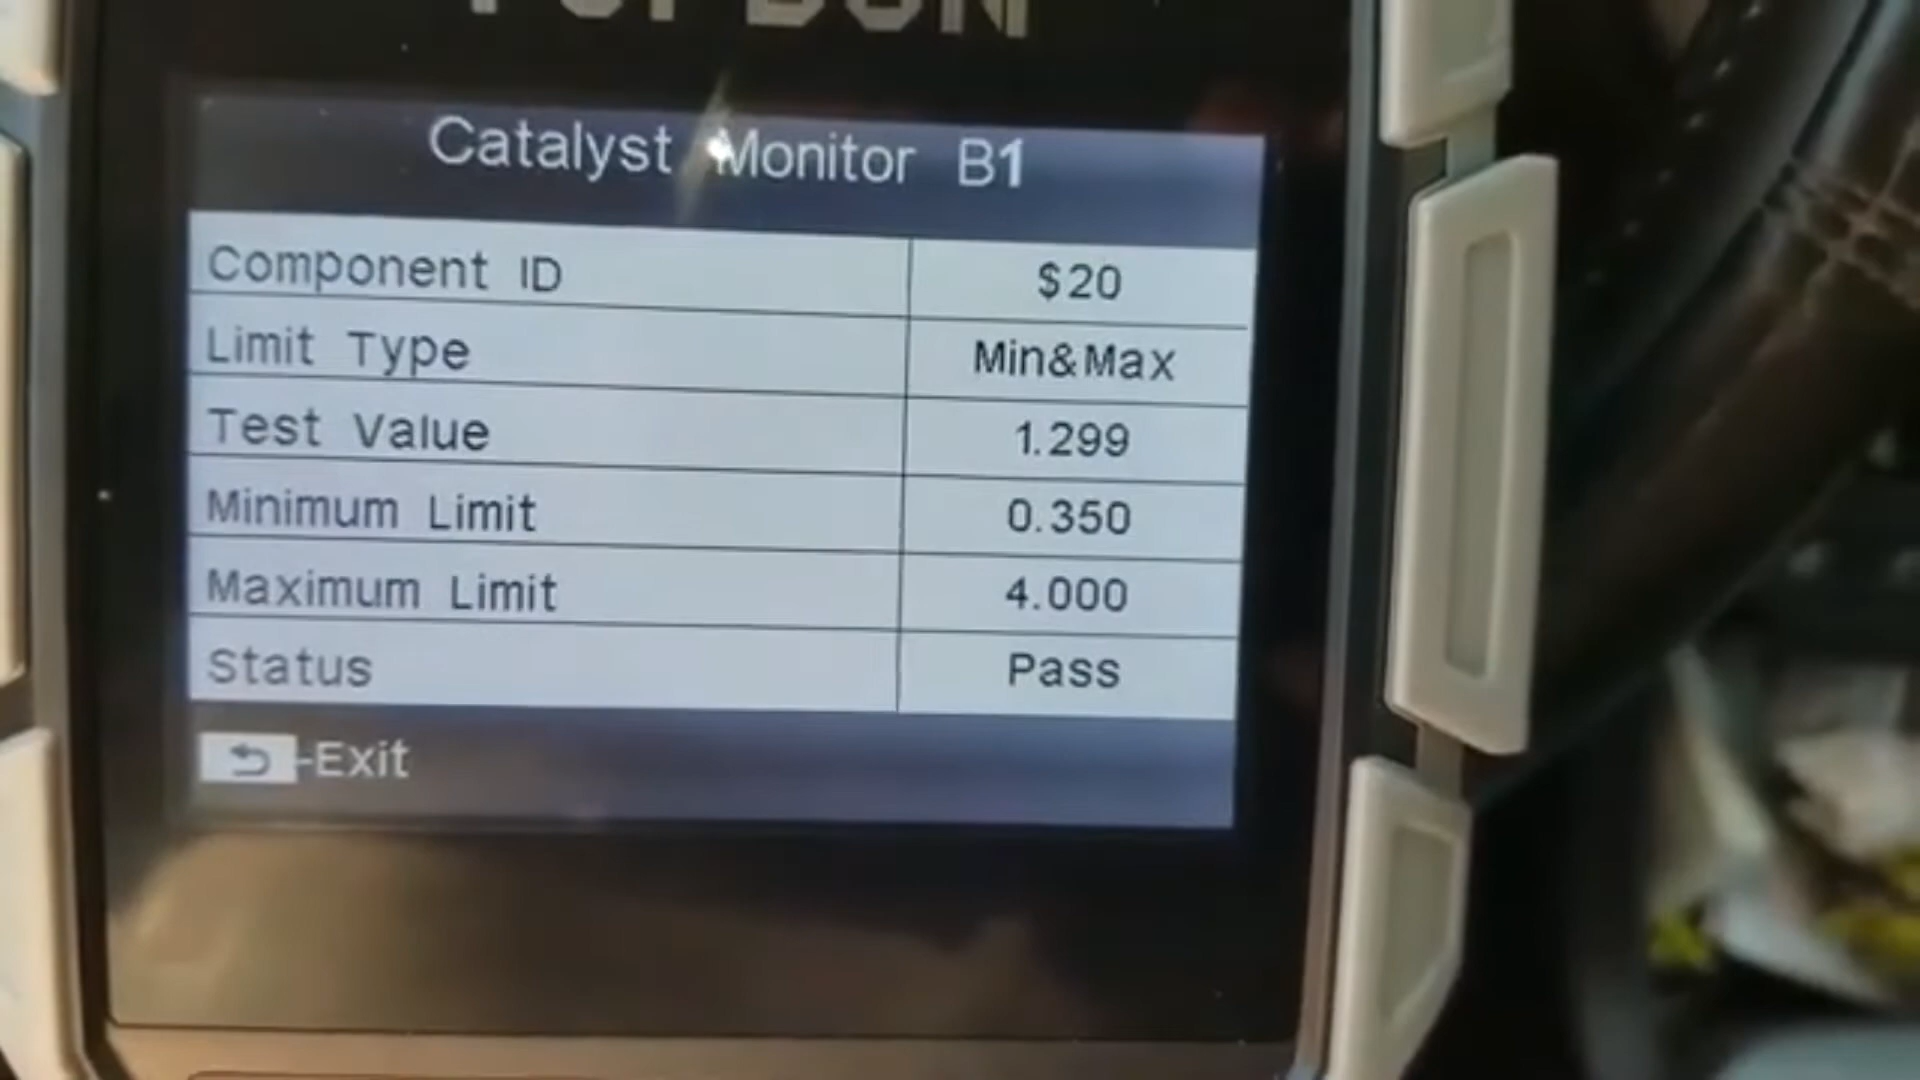 Catalyst Monitor B1
Component ID $20
Limit Type Min&Max
Test Value 1.299
Minimum Limit 0.350
Maximum Limit 4.000
Status Pass
-Exit